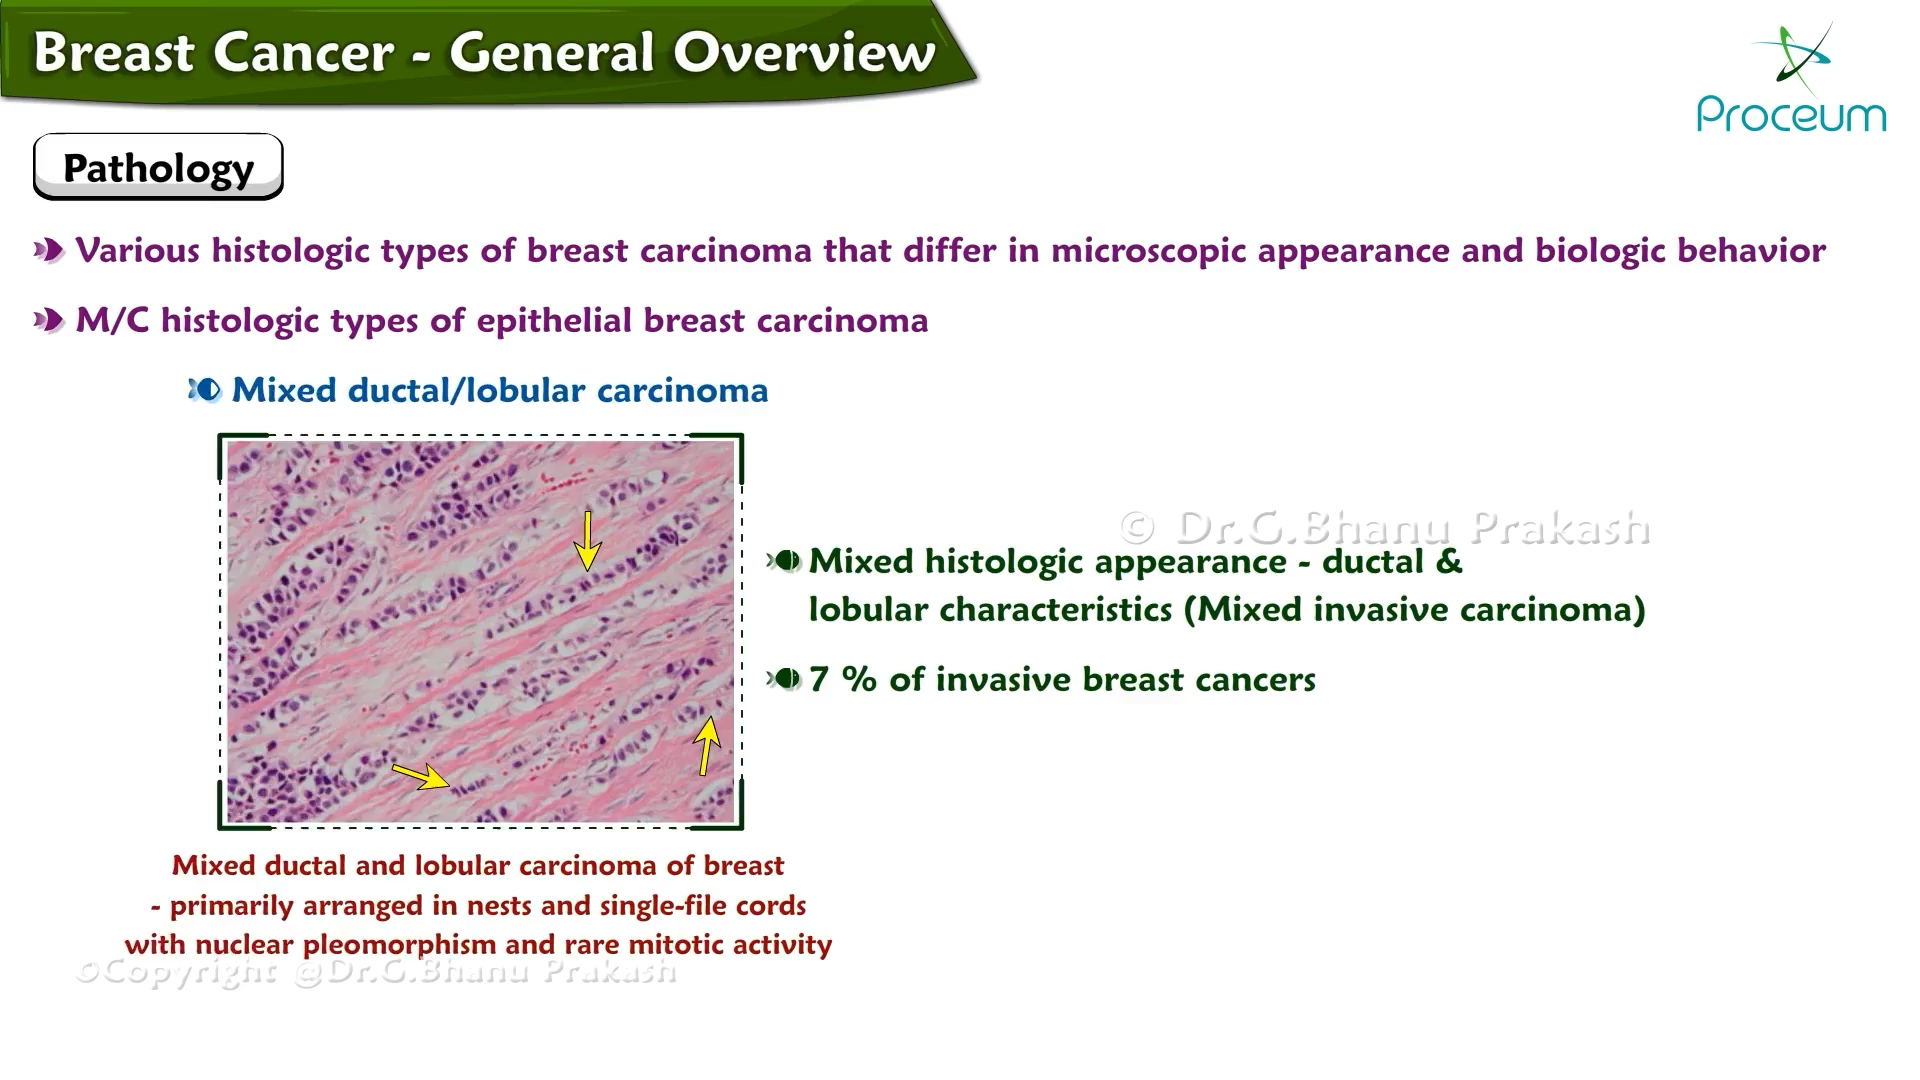 Breast Cancer - General Overview
Proceum
Pathology
Various histologic types of breast carcinoma that differ in microscopic appearance and biologic behavior
M/C histologic types of epithelial breast carcinoma
Mixed ductal/lobular carcinoma
© Dr.G.Bhanu Prakash
Mixed histologic appearance - ductal &
lobular characteristics (Mixed invasive carcinoma)
7 % of invasive breast cancers
Mixed ductal and lobular carcinoma of breast
- primarily arranged in nests and single-file cords
with nuclear pleomorphism and rare mitotic activity
©Copyright @Dr.G.Bhanu Prakash